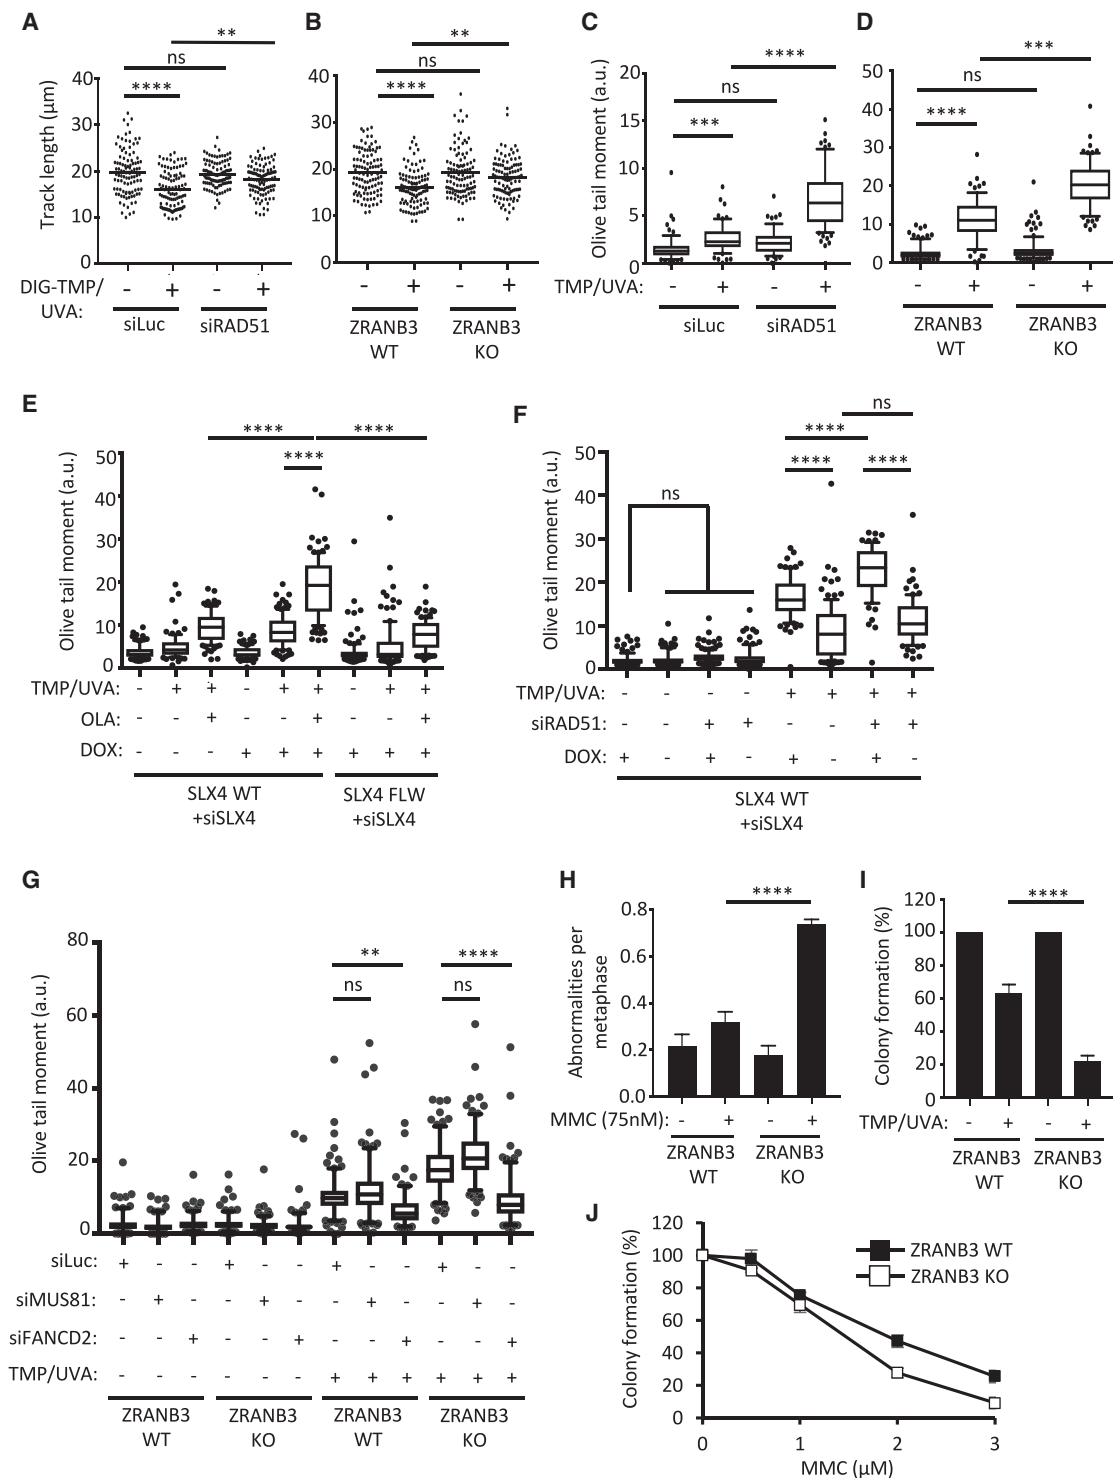 A
**
ns
****
Track length (µm)
40
30
20
10
0
DIG-TMP/
UVA:
- + - +
siLuc siRAD51
B
**
ns
****
40
30
20
10
0
- + - +
ZRANB3
WT
ZRANB3
KO
C
****
ns
***
Olive tail moment (a.u.)
20
15
10
5
0
TMP/UVA: - + - +
siLuc siRAD51
D
***
ns
****
50
40
30
20
10
0
- + - +
ZRANB3
WT
ZRANB3
KO
E
**** ****
****
Olive tail moment (a.u.)
50
40
30
20
10
0
TMP/UVA: - + + - + + - + +
OLA: - - + - - + - - +
DOX: - - - + + + + + +
SLX4 WT
+siSLX4
SLX4 FLW
+siSLX4
F
ns
****
**** ****
ns
Olive tail moment (a.u.)
50
40
30
20
10
0
TMP/UVA: - - - - + + + +
siRAD51: - - + + - - + +
DOX: + - + - + - + -
SLX4 WT
+siSLX4
G
** ****
ns ns
Olive tail moment (a.u.)
80
60
40
20
0
siLuc: + - - + - - + - - + - -
siMUS81: - + - - + - - + - - + -
siFANCD2: - - + - - + - - + - - +
TMP/UVA: - - - - - - + + + + + +
ZRANB3
WT
ZRANB3
KO
ZRANB3
WT
ZRANB3
KO
H
****
Abnormalities per
metaphase
0.8
0.6
0.4
0.2
0.0
MMC (75nM): - + - +
ZRANB3
WT
ZRANB3
KO
I
****
Colony formation (%)
120
100
80
60
40
20
0
TMP/UVA: - + - +
ZRANB3
WT
ZRANB3
KO
J
Colony formation (%)
120
100
80
60
40
20
0
ZRANB3 WT
ZRANB3 KO
0 1 2 3
MMC (µM)